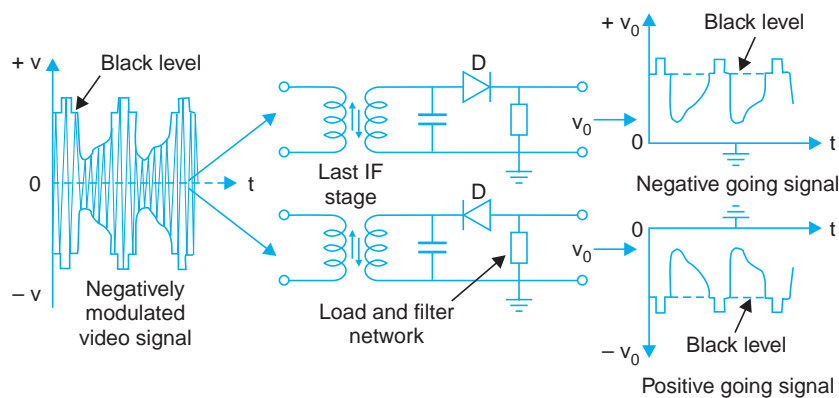 + v
Black level
0
t
– v
Negatively
modulated
video signal
D
Last IF
stage
v0
D
v0
Load and filter
network
+ v0
Black level
0
t
Negative going signal
0
t
– v0
Black level
Positive going signal